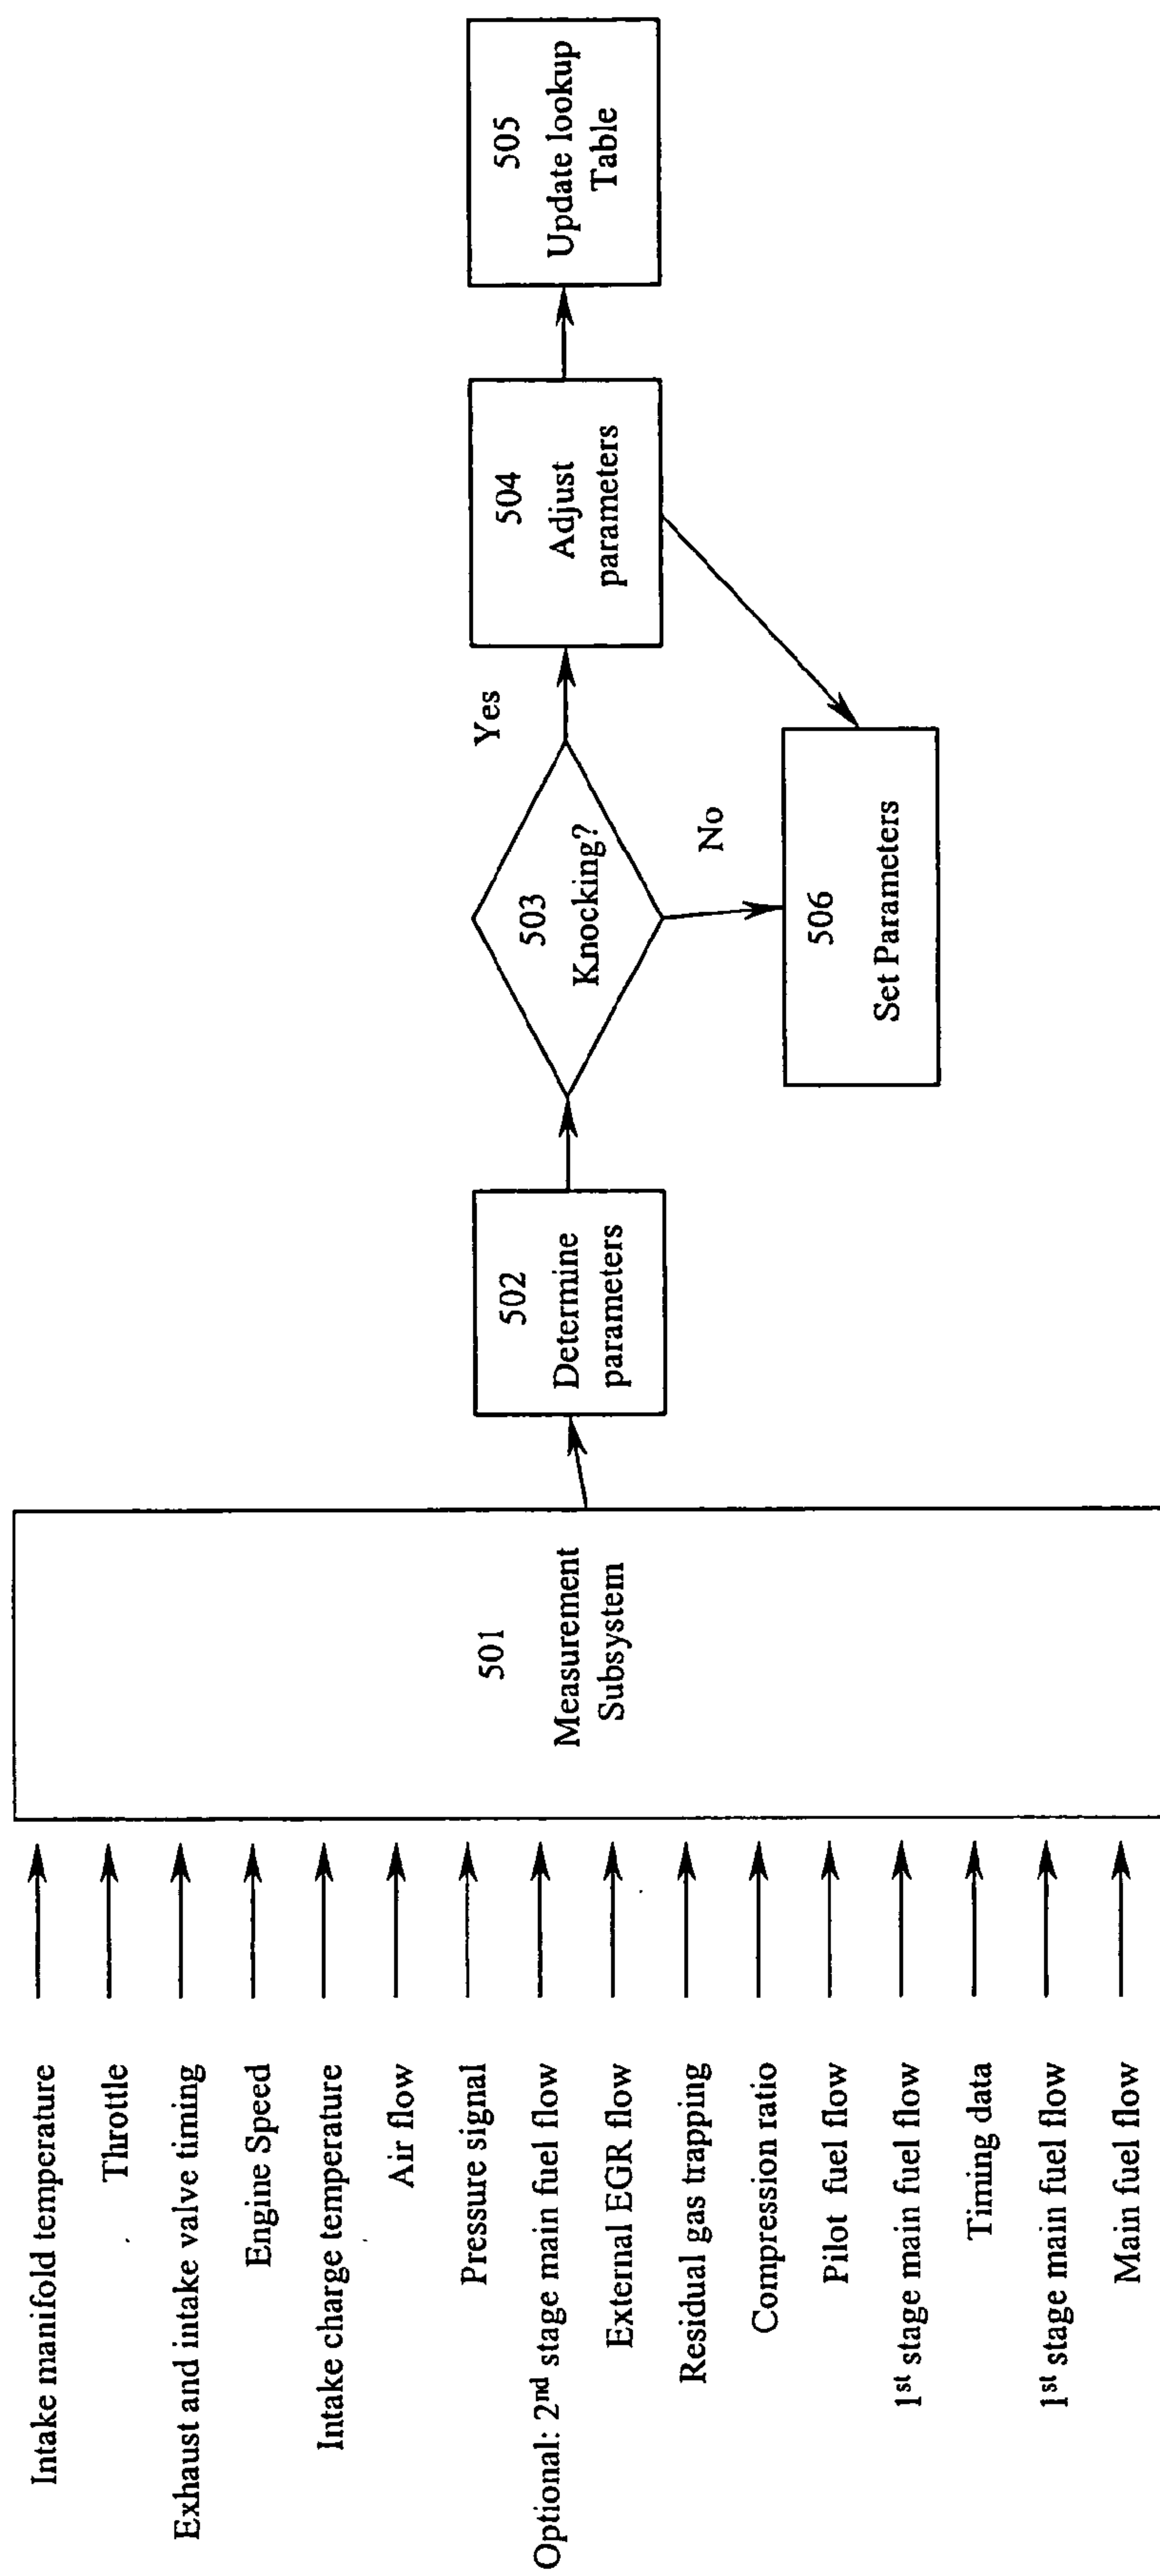 Intake manifold temperature
Throttle
Exhaust and intake valve timing
Engine Speed
Intake charge temperature
Air flow
Pressure signal
Optional: 2nd stage main fuel flow
External EGR flow
Residual gas trapping
Compression ratio
Pilot fuel flow
1st stage main fuel flow
Timing data
1st stage main fuel flow
Main fuel flow
501
Measurement
Subsystem
502
Determine
parameters
503
Knocking?
Yes
No
504
Adjust
parameters
505
Update lookup
Table
506
Set Parameters